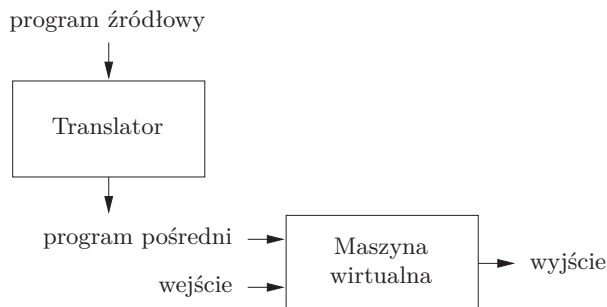 program źródłowy
Translator
program pośredni
wejście
Maszyna
wirtualna
wyjście